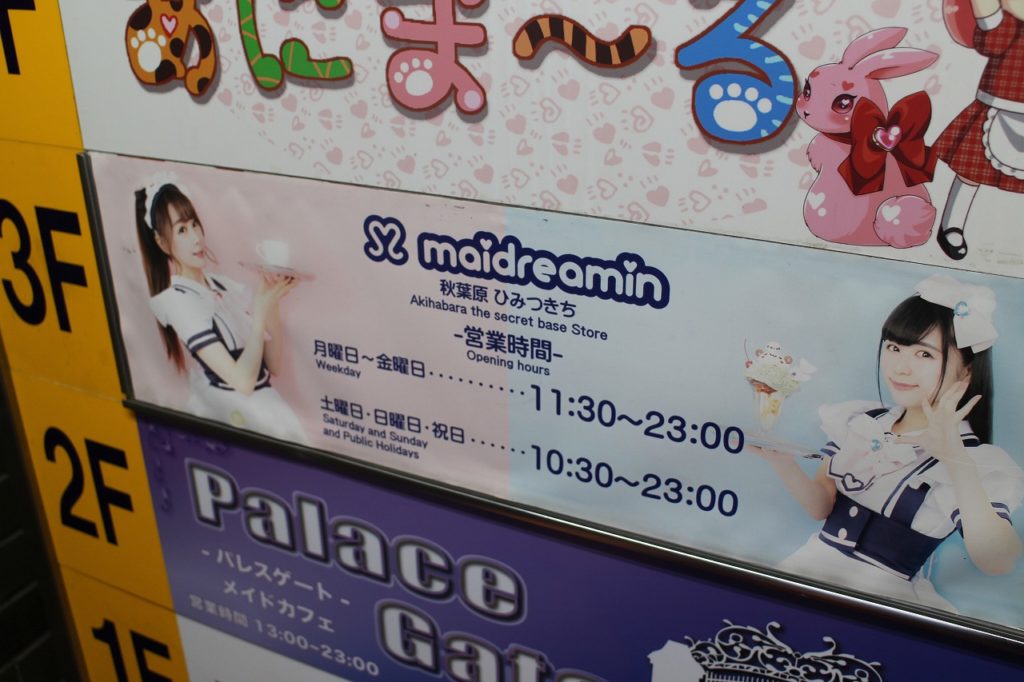 あにま〜る
3F
maidreamin
秋葉原 ひみつきち
Akihabara the secret base Store
-営業時間-
Opening hours
月曜日〜金曜日‥‥‥‥‥11:30〜23:00
Weekday
土曜日・日曜日・祝日‥‥‥10:30〜23:00
Saturday and Sunday
and Public Holidays
2F
Palace
Gate
- パレスゲート -
メイドカフェ
営業時間 13:00~23:00
1F